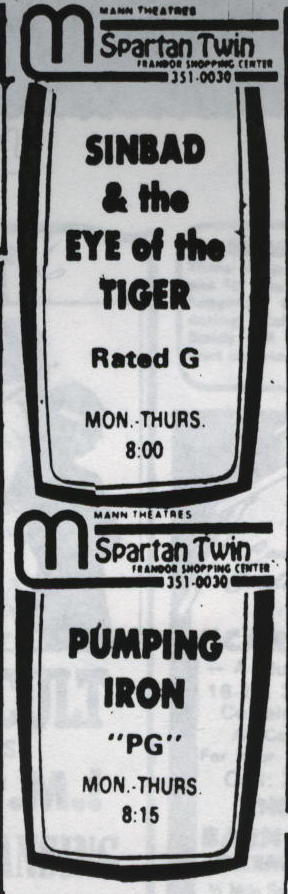 MANN THEATRES
Spartan Twin
FRANDOR SHOPPING CENTER
351-0030
SINBAD
& the
EYE of the
TIGER
Rated G
MON.-THURS.
8:00
MANN THEATRES
Spartan Twin
FRANDOR SHOPPING CENTER
351-0030
PUMPING
IRON
"PG"
MON.-THURS.
8:15